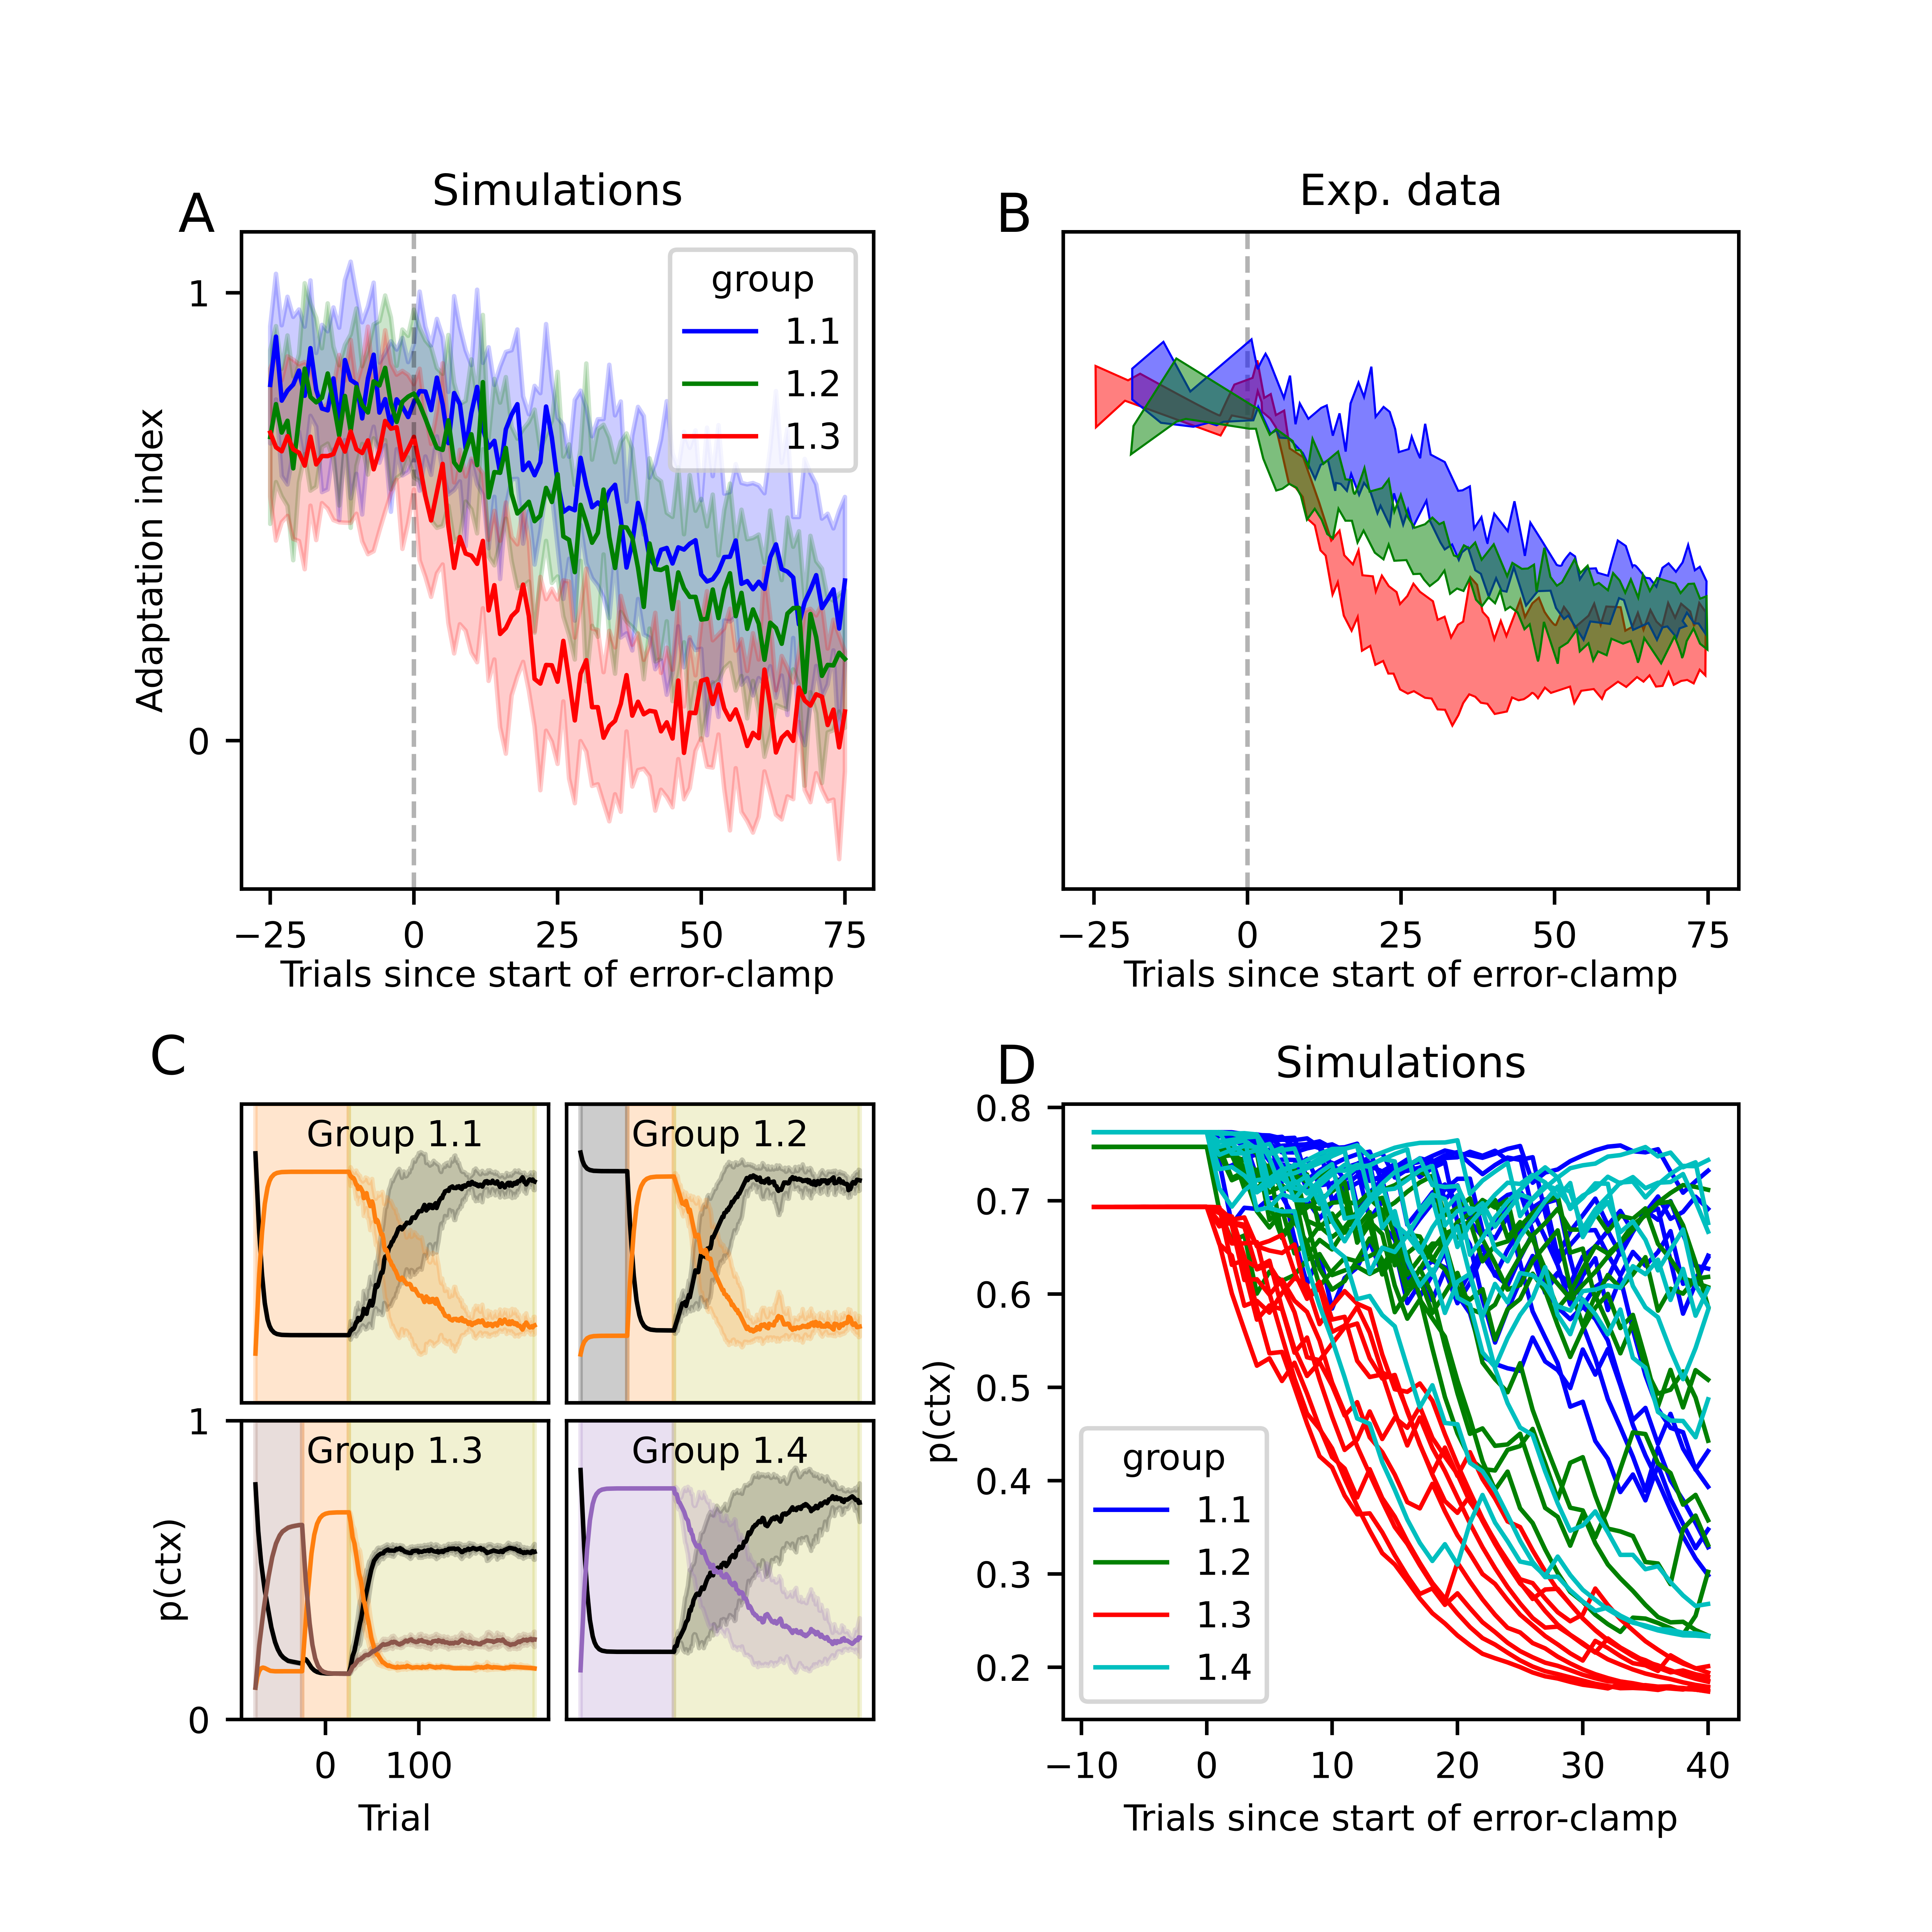 A
Simulations
1
0
Adaptation index
group
1.1
1.2
1.3
−25 0 25 50 75
Trials since start of error-clamp
B
Exp. data
−25 0 25 50 75
Trials since start of error-clamp
C
Group 1.1
Group 1.2
Group 1.3
Group 1.4
1
0
p(ctx)
0 100
Trial
D
Simulations
0.8
0.7
0.6
0.5
0.4
0.3
0.2
p(ctx)
group
1.1
1.2
1.3
1.4
−10 0 10 20 30 40
Trials since start of error-clamp